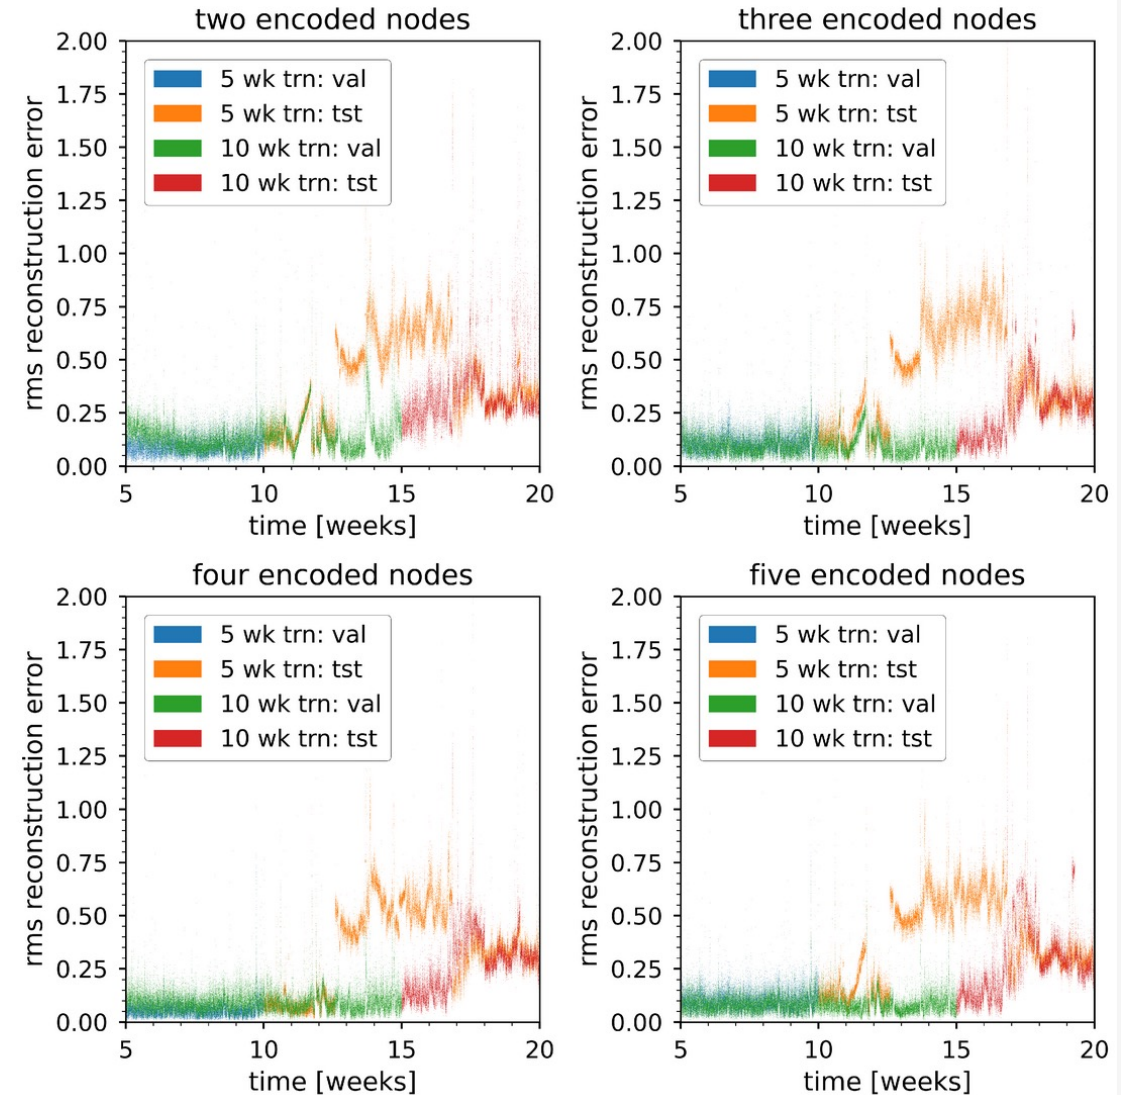 two encoded nodes
2.00
1.75
1.50
1.25
1.00
0.75
0.50
0.25
0.00
rms reconstruction error
5 wk trn: val
5 wk trn: tst
10 wk trn: val
10 wk trn: tst
5 10 15 20
time [weeks]
three encoded nodes
2.00
1.75
1.50
1.25
1.00
0.75
0.50
0.25
0.00
rms reconstruction error
5 wk trn: val
5 wk trn: tst
10 wk trn: val
10 wk trn: tst
5 10 15 20
time [weeks]
four encoded nodes
2.00
1.75
1.50
1.25
1.00
0.75
0.50
0.25
0.00
rms reconstruction error
5 wk trn: val
5 wk trn: tst
10 wk trn: val
10 wk trn: tst
5 10 15 20
time [weeks]
five encoded nodes
2.00
1.75
1.50
1.25
1.00
0.75
0.50
0.25
0.00
rms reconstruction error
5 wk trn: val
5 wk trn: tst
10 wk trn: val
10 wk trn: tst
5 10 15 20
time [weeks]